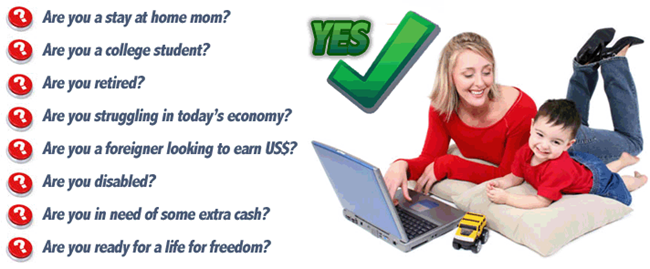 Are you a stay at home mom?
YES
Are you a college student?
Are you retired?
Are you struggling in today's economy?
Are you a foreigner looking to earn US$?
Are you disabled?
Are you in need of some extra cash?
Are you ready for a life for freedom?